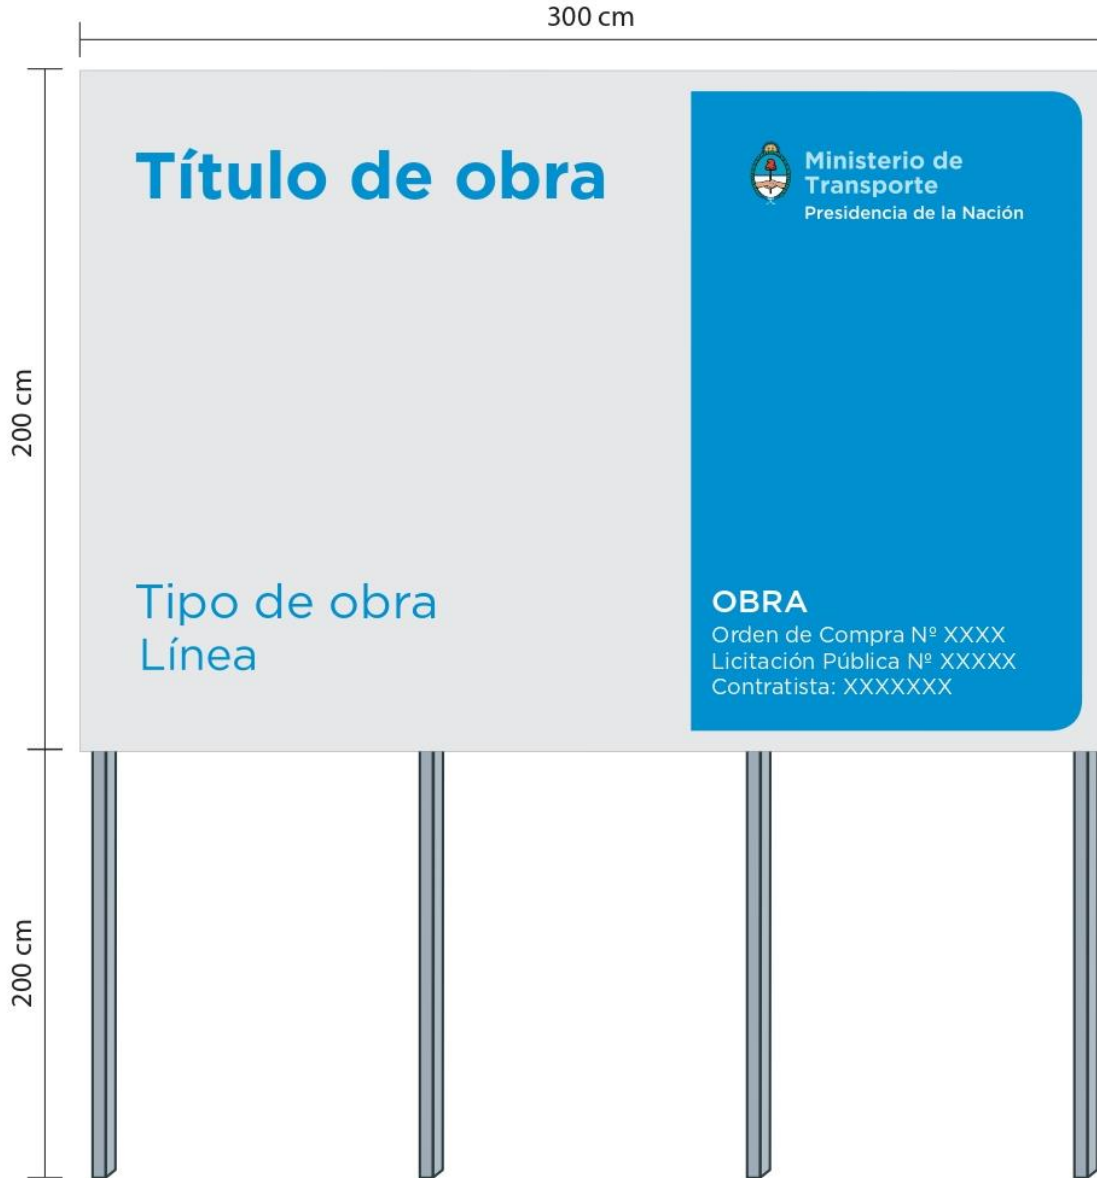 300 cm
200 cm
Título de obra
Ministerio de
Transporte
Presidencia de la Nación
Tipo de obra
Línea
OBRA
Orden de Compra Nº XXXX
Licitación Pública Nº XXXXX
Contratista: XXXXXXX
200 cm